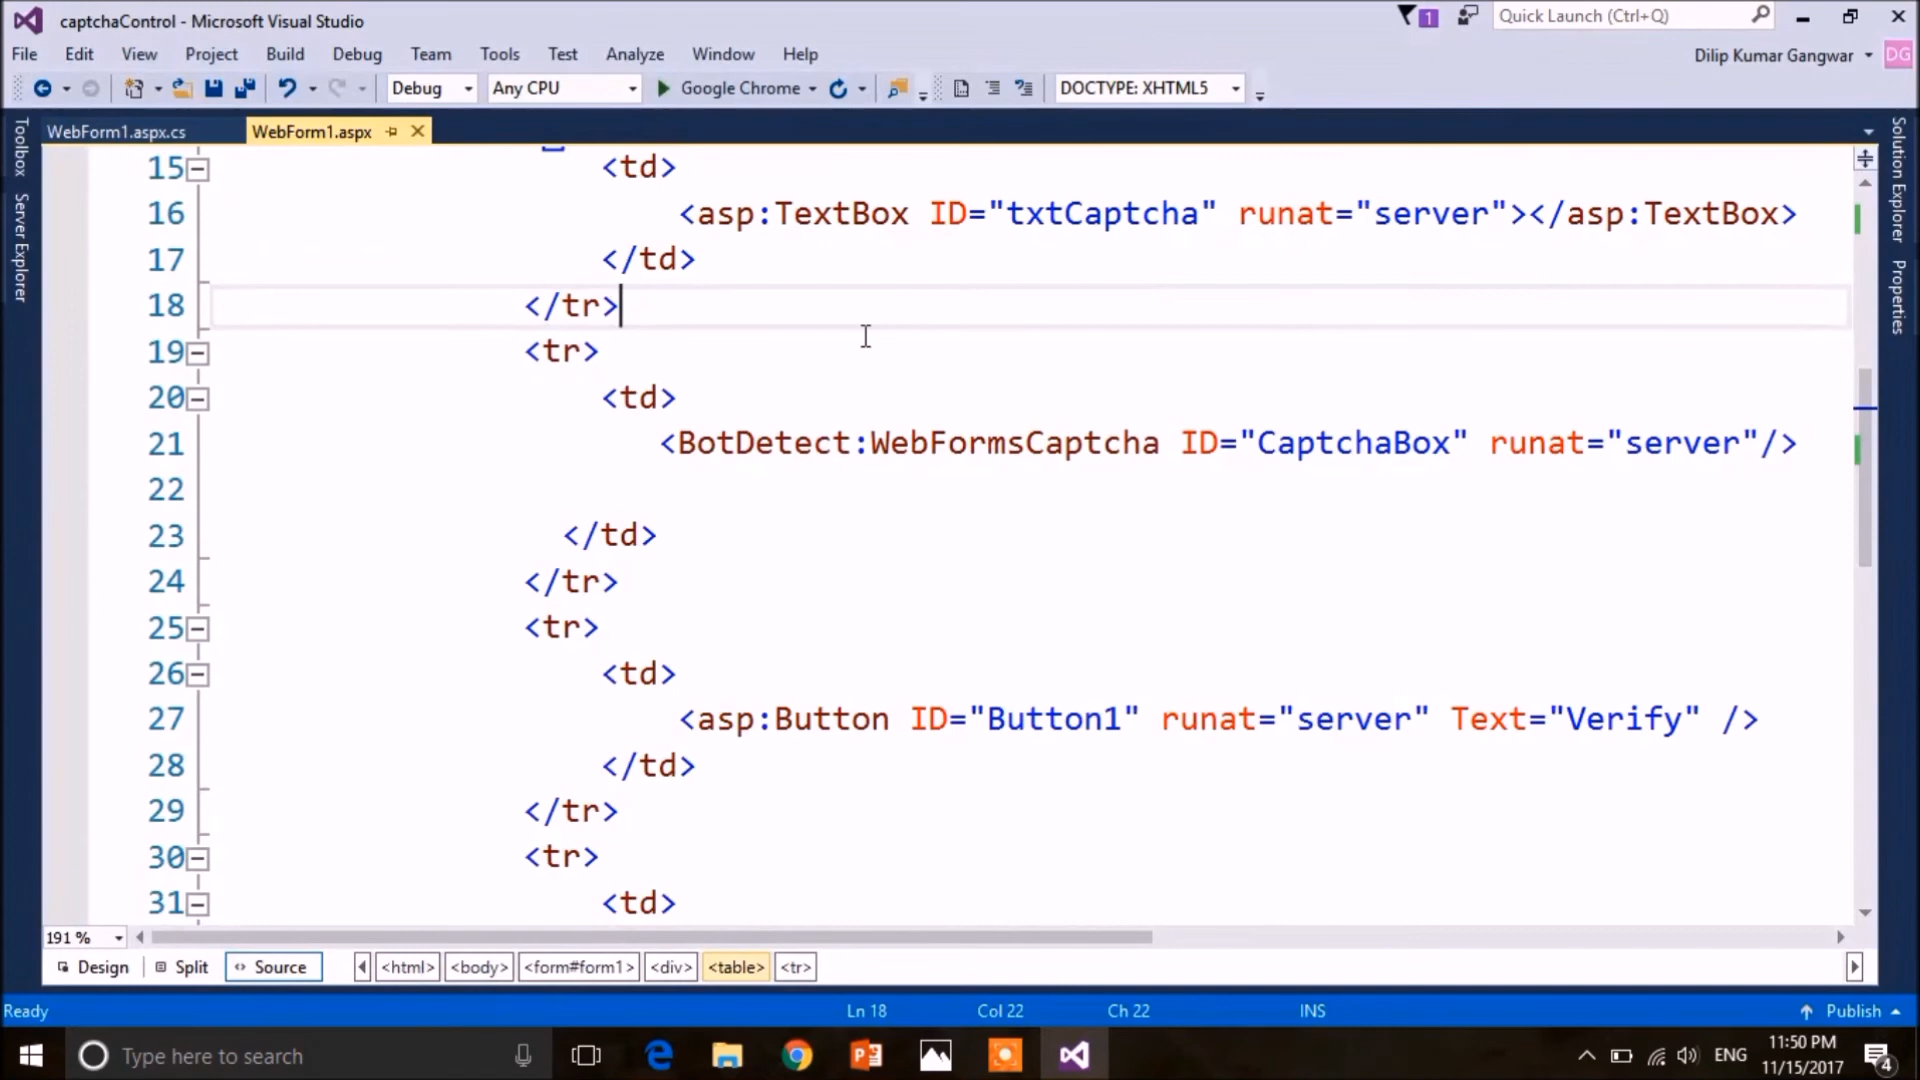 captchaControl - Microsoft Visual Studio
1
Quick Launch (Ctrl+Q)
File Edit View Project Build Debug Team Tools Test Analyze Window Help
Dilip Kumar Gangwar DG
Debug Any CPU Google Chrome DOCTYPE: XHTML5
WebForm1.aspx.cs WebForm1.aspx
Toolbox
Server Explorer
Solution Explorer
Properties
15 <td>
16 <asp:TextBox ID="txtCaptcha" runat="server"></asp:TextBox>
17 </td>
18 </tr>
19 <tr>
20 <td>
21 <BotDetect:WebFormsCaptcha ID="CaptchaBox" runat="server"/>
22
23 </td>
24 </tr>
25 <tr>
26 <td>
27 <asp:Button ID="Button1" runat="server" Text="Verify" />
28 </td>
29 </tr>
30 <tr>
31 <td>
191 %
Design Split Source <html> <body> <form#form1> <div> <table> <tr>
Ready Ln 18 Col 22 Ch 22 INS Publish
Type here to search
ENG
11:50 PM
11/15/2017
4